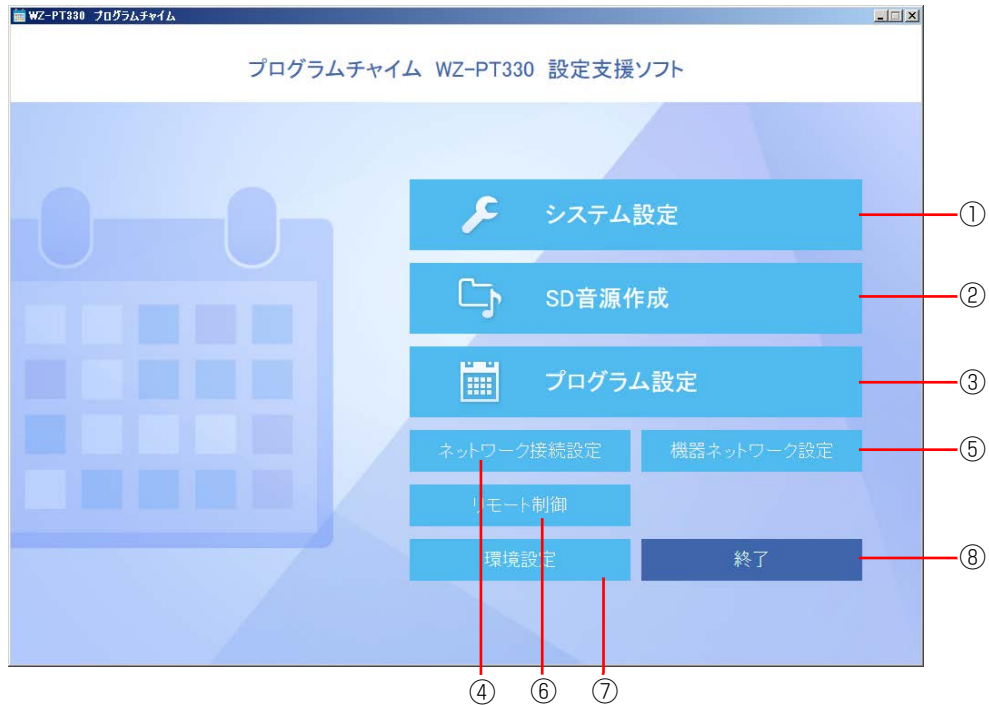 WZ-PT330 プログラムチャイム
プログラムチャイム WZ-PT330 設定支援ソフト
システム設定
①
SD音源作成
②
プログラム設定
③
ネットワーク接続設定
機器ネットワーク設定
⑤
リモート制御
環境設定
終了
⑧
④
⑥
⑦